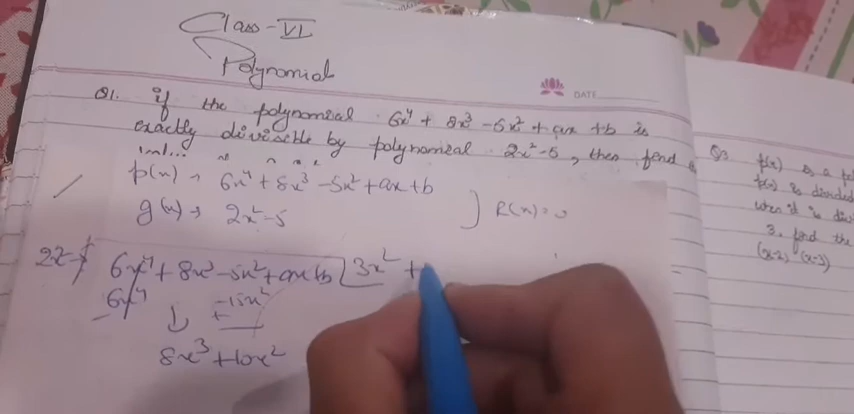 Class - VI
Polynomial
DATE
Q1. if the polynomial 6x⁴ + 8x³ - 5x² + ax + b is
exactly divisible by polynomial 2x² - 5, then find
p(x) → 6x⁴ + 8x³ - 5x² + ax + b
g(x) → 2x² - 5
R(x) = 0
6x⁴ + 8x³ - 5x² + ax + b
3x² +
6x⁴ -15x²
- +
8x³ + 10x²
Q3 p(x) is a
is divided
when it is
3. find the
(x-2) (x-3)